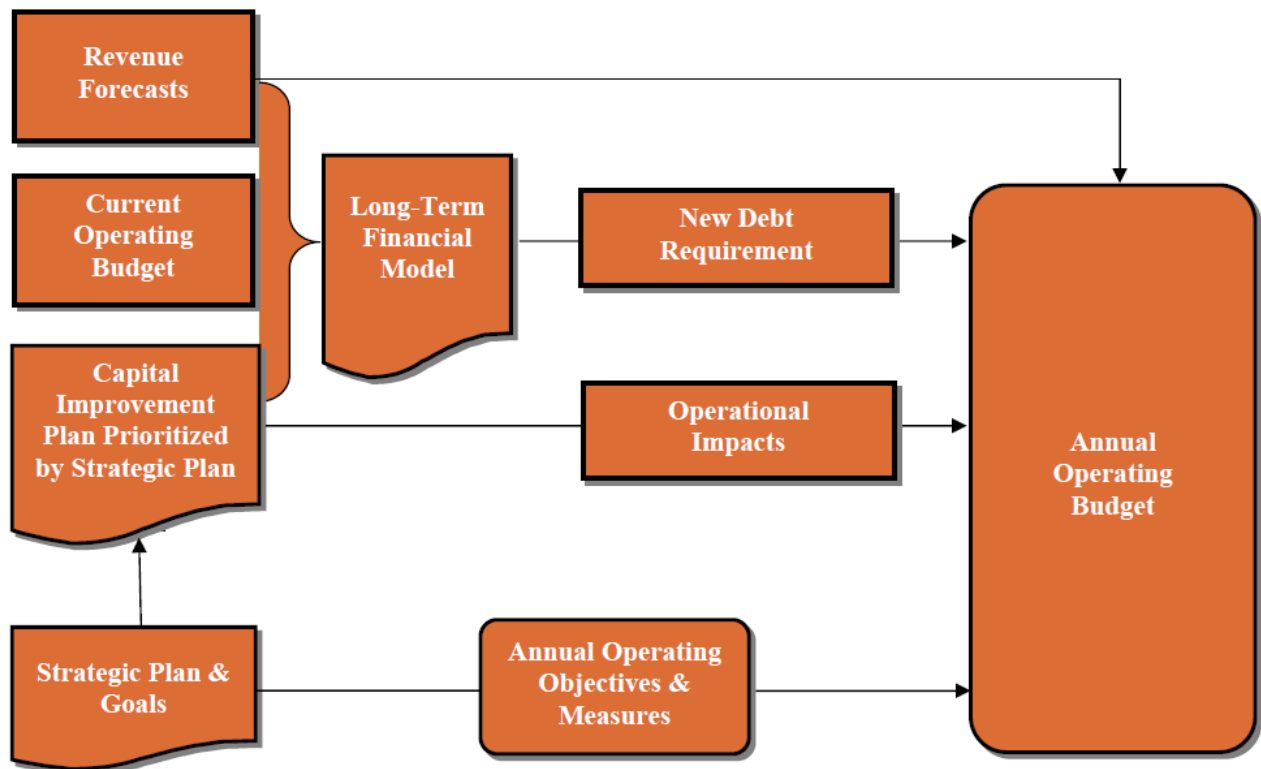 Revenue
Forecasts
Current
Operating
Budget
Long-Term
Financial
Model
New Debt
Requirement
Capital
Improvement
Plan Prioritized
by Strategic Plan
Operational
Impacts
Annual
Operating
Budget
Strategic Plan &
Goals
Annual Operating
Objectives &
Measures